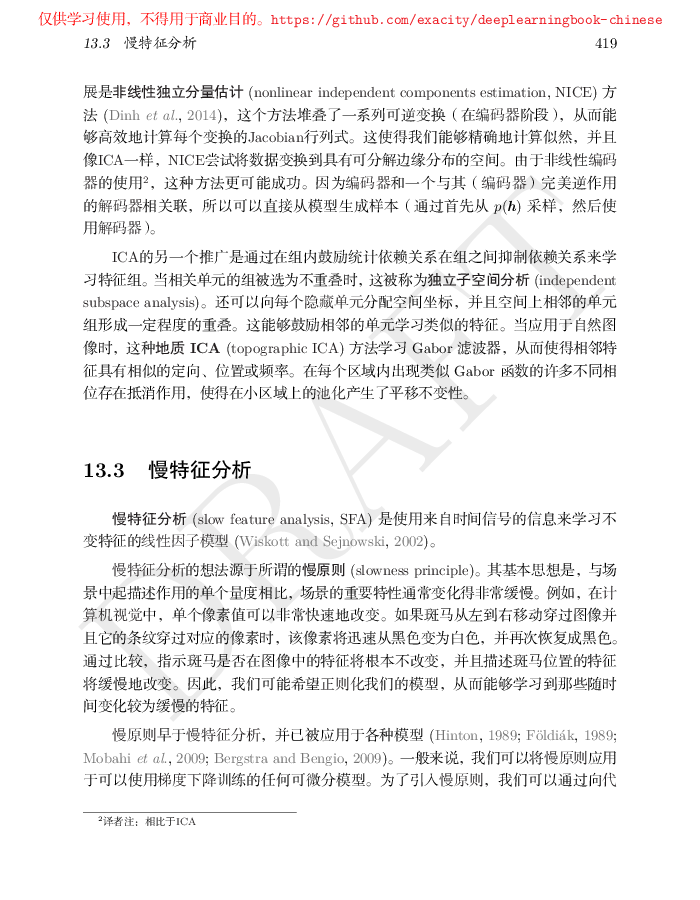 仅供学习使用，不得用于商业目的。https://github.com/exacity/deeplearningbook-chinese
13.3 慢特征分析 419
展是非线性独立分量估计 (nonlinear independent components estimation, NICE) 方
法 (Dinh et al., 2014)，这个方法堆叠了一系列可逆变换（在编码器阶段），从而能
够高效地计算每个变换的Jacobian行列式。这使得我们能够精确地计算似然，并且
像ICA一样，NICE尝试将数据变换到具有可分解边缘分布的空间。由于非线性编码
器的使用²，这种方法更可能成功。因为编码器和一个与其（编码器）完美逆作用
的解码器相关联，所以可以直接从模型生成样本（通过首先从 p(h) 采样，然后使
用解码器）。
ICA的另一个推广是通过在组内鼓励统计依赖关系在组之间抑制依赖关系来学
习特征组。当相关单元的组被选为不重叠时，这被称为独立子空间分析 (independent
subspace analysis)。还可以向每个隐藏单元分配空间坐标，并且空间上相邻的单元
组形成一定程度的重叠。这能够鼓励相邻的单元学习类似的特征。当应用于自然图
像时，这种地质 ICA (topographic ICA) 方法学习 Gabor 滤波器，从而使得相邻特
征具有相似的定向、位置或频率。在每个区域内出现类似 Gabor 函数的许多不同相
位存在抵消作用，使得在小区域上的池化产生了平移不变性。
13.3 慢特征分析
慢特征分析 (slow feature analysis, SFA) 是使用来自时间信号的信息来学习不
变特征的线性因子模型 (Wiskott and Sejnowski, 2002)。
慢特征分析的想法源于所谓的慢原则 (slowness principle)。其基本思想是，与场
景中起描述作用的单个量度相比，场景的重要特性通常变化得非常缓慢。例如，在计
算机视觉中，单个像素值可以非常快速地改变。如果斑马从左到右移动穿过图像并
且它的条纹穿过对应的像素时，该像素将迅速从黑色变为白色，并再次恢复成黑色。
通过比较，指示斑马是否在图像中的特征将根本不改变，并且描述斑马位置的特征
将缓慢地改变。因此，我们可能希望正则化我们的模型，从而能够学习到那些随时
间变化较为缓慢的特征。
慢原则早于慢特征分析，并已被应用于各种模型 (Hinton, 1989; Földiák, 1989;
Mobahi et al., 2009; Bergstra and Bengio, 2009)。一般来说，我们可以将慢原则应用
于可以使用梯度下降训练的任何可微分模型。为了引入慢原则，我们可以通过向代
²译者注：相比于ICA
DRAFT